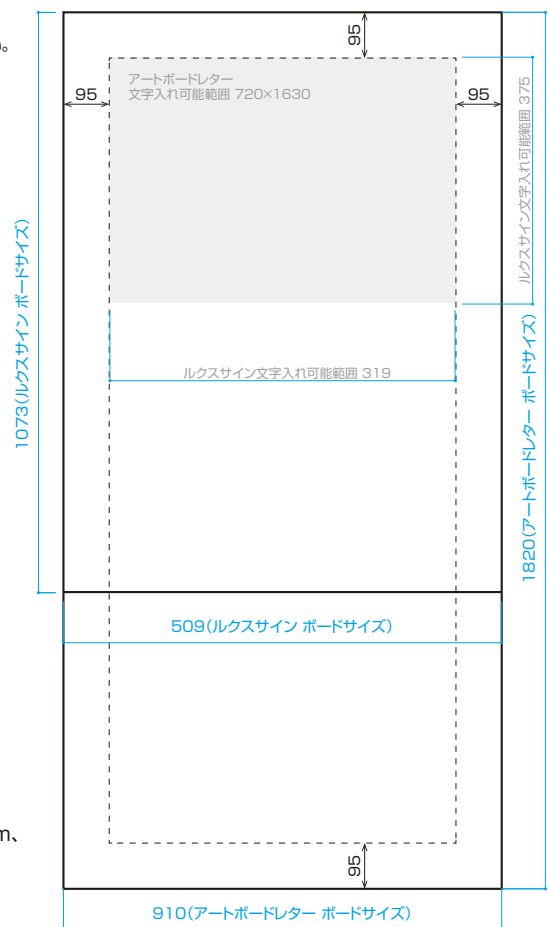 95
。
アートボードレター
文字入れ可能範囲 720×1630
95
95
ルクスサイン文字入れ可能範囲 375
1073(ルクスサイン ボードサイズ)
ルクスサイン文字入れ可能範囲 319
1820(アートボードレター ボードサイズ)
509(ルクスサイン ボードサイズ)
m、
95
910(アートボードレター ボードサイズ)